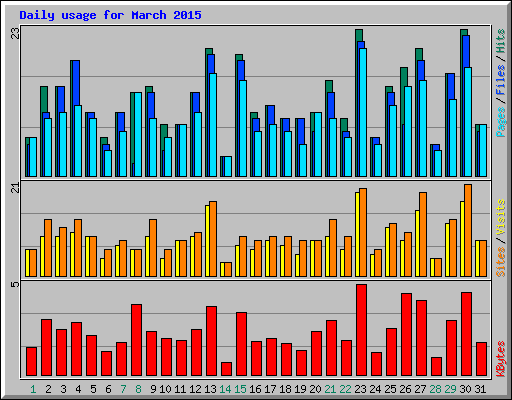 Daily usage for March 2015
23
Pages / Files / Hits
21
Sites / Visits
5
KBytes
1 2 3 4 5 6 7 8 9 10 11 12 13 14 15 16 17 18 19 20 21 22 23 24 25 26 27 28 29 30 31